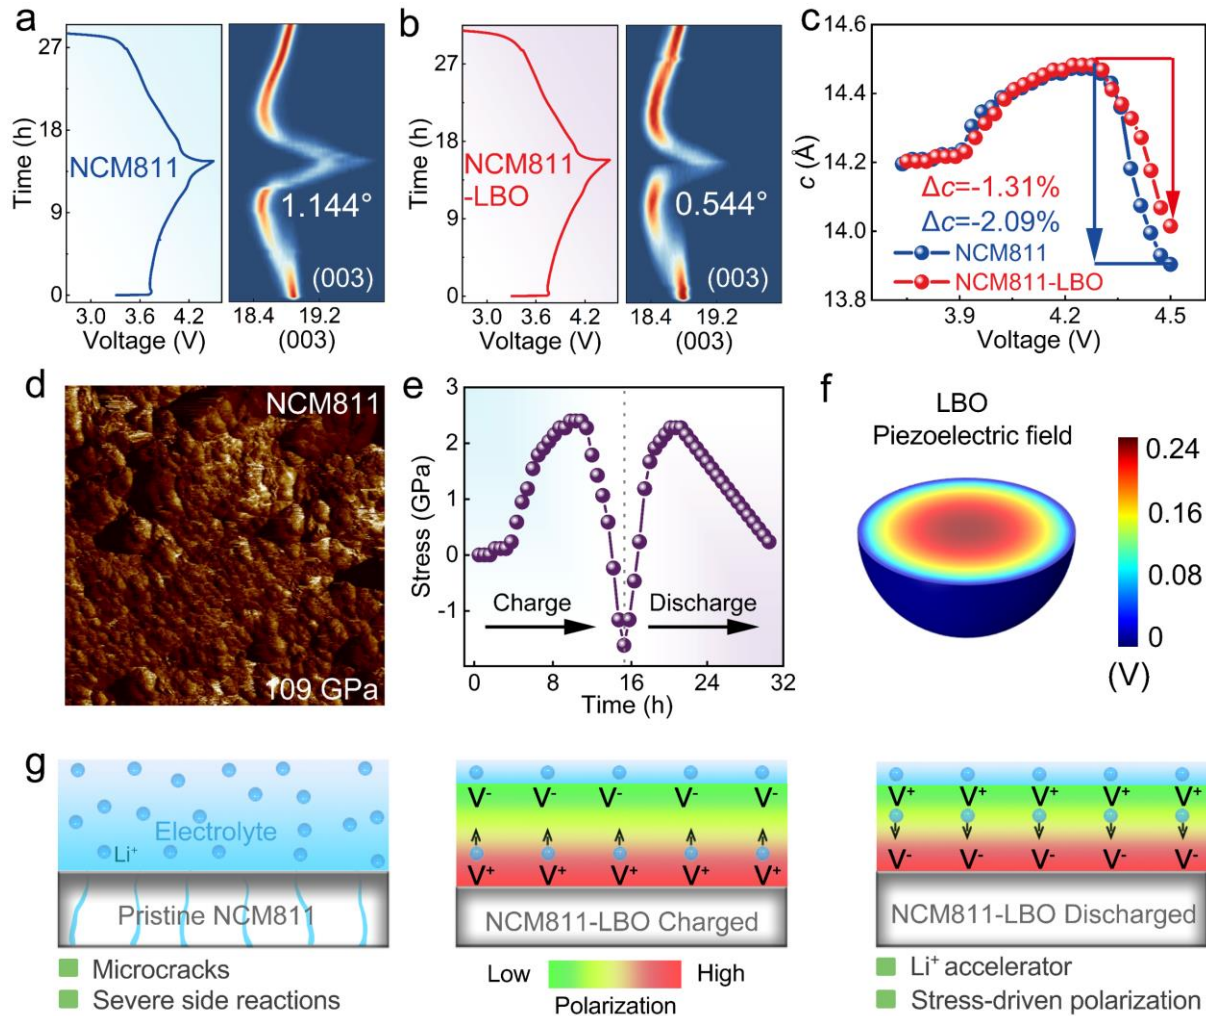 a
27
18
9
0
Time (h)
NCM811
3.0 3.6 4.2
Voltage (V)
1.144°
(003)
18.4 19.2
(003)
b
27
18
9
0
Time (h)
NCM811
-LBO
3.0 3.6 4.2
Voltage (V)
0.544°
(003)
18.4 19.2
(003)
c
14.6
14.4
14.2
14.0
13.8
c (Å)
Δc=-1.31%
Δc=-2.09%
NCM811
NCM811-LBO
3.9 4.2 4.5
Voltage (V)
d
NCM811
109 GPa
e
3
2
1
0
-1
Stress (GPa)
Charge
Discharge
0 8 16 24 32
Time (h)
f
LBO
Piezoelectric field
0.24
0.16
0.08
0
(V)
g
Electrolyte
Li⁺
Pristine NCM811
Microcracks
Severe side reactions
V⁻ V⁻ V⁻ V⁻ V⁻
V⁺ V⁺ V⁺ V⁺ V⁺
NCM811-LBO Charged
Low High
Polarization
V⁺ V⁺ V⁺ V⁺ V⁺
V⁻ V⁻ V⁻ V⁻ V⁻
NCM811-LBO Discharged
Li⁺ accelerator
Stress-driven polarization